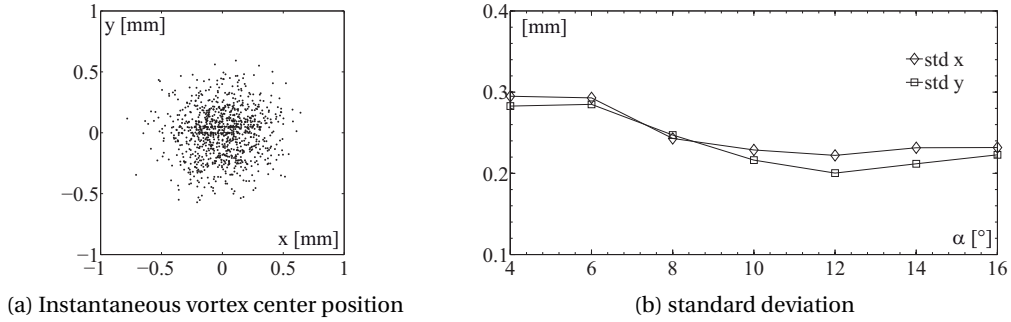 y [mm]
1
0.5
0
−0.5
−1
x [mm]
−1 −0.5 0 0.5 1
(a) Instantaneous vortex center position
[mm]
0.4
0.3
0.2
0.1
std x
std y
α [°]
4 6 8 10 12 14 16
(b) standard deviation